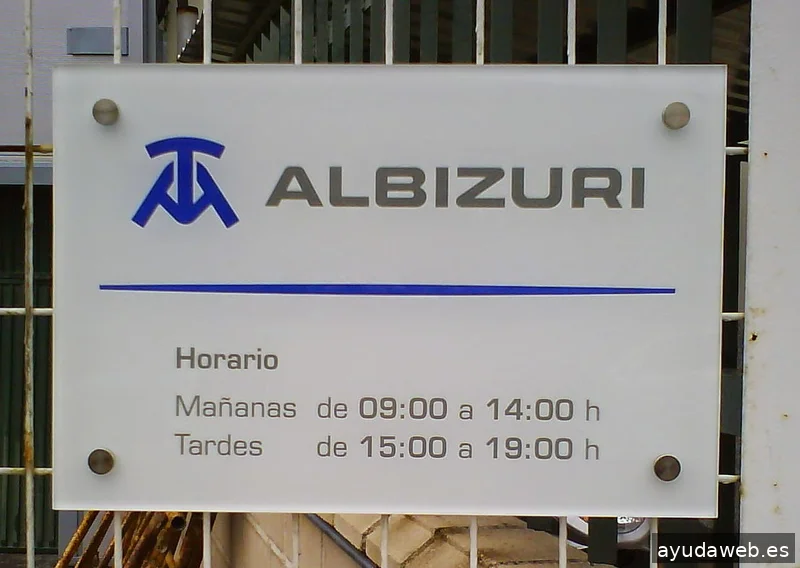 ALBIZURI
Horario
Mañanas de 09:00 a 14:00 h
Tardes de 15:00 a 19:00 h
ayudaweb.es